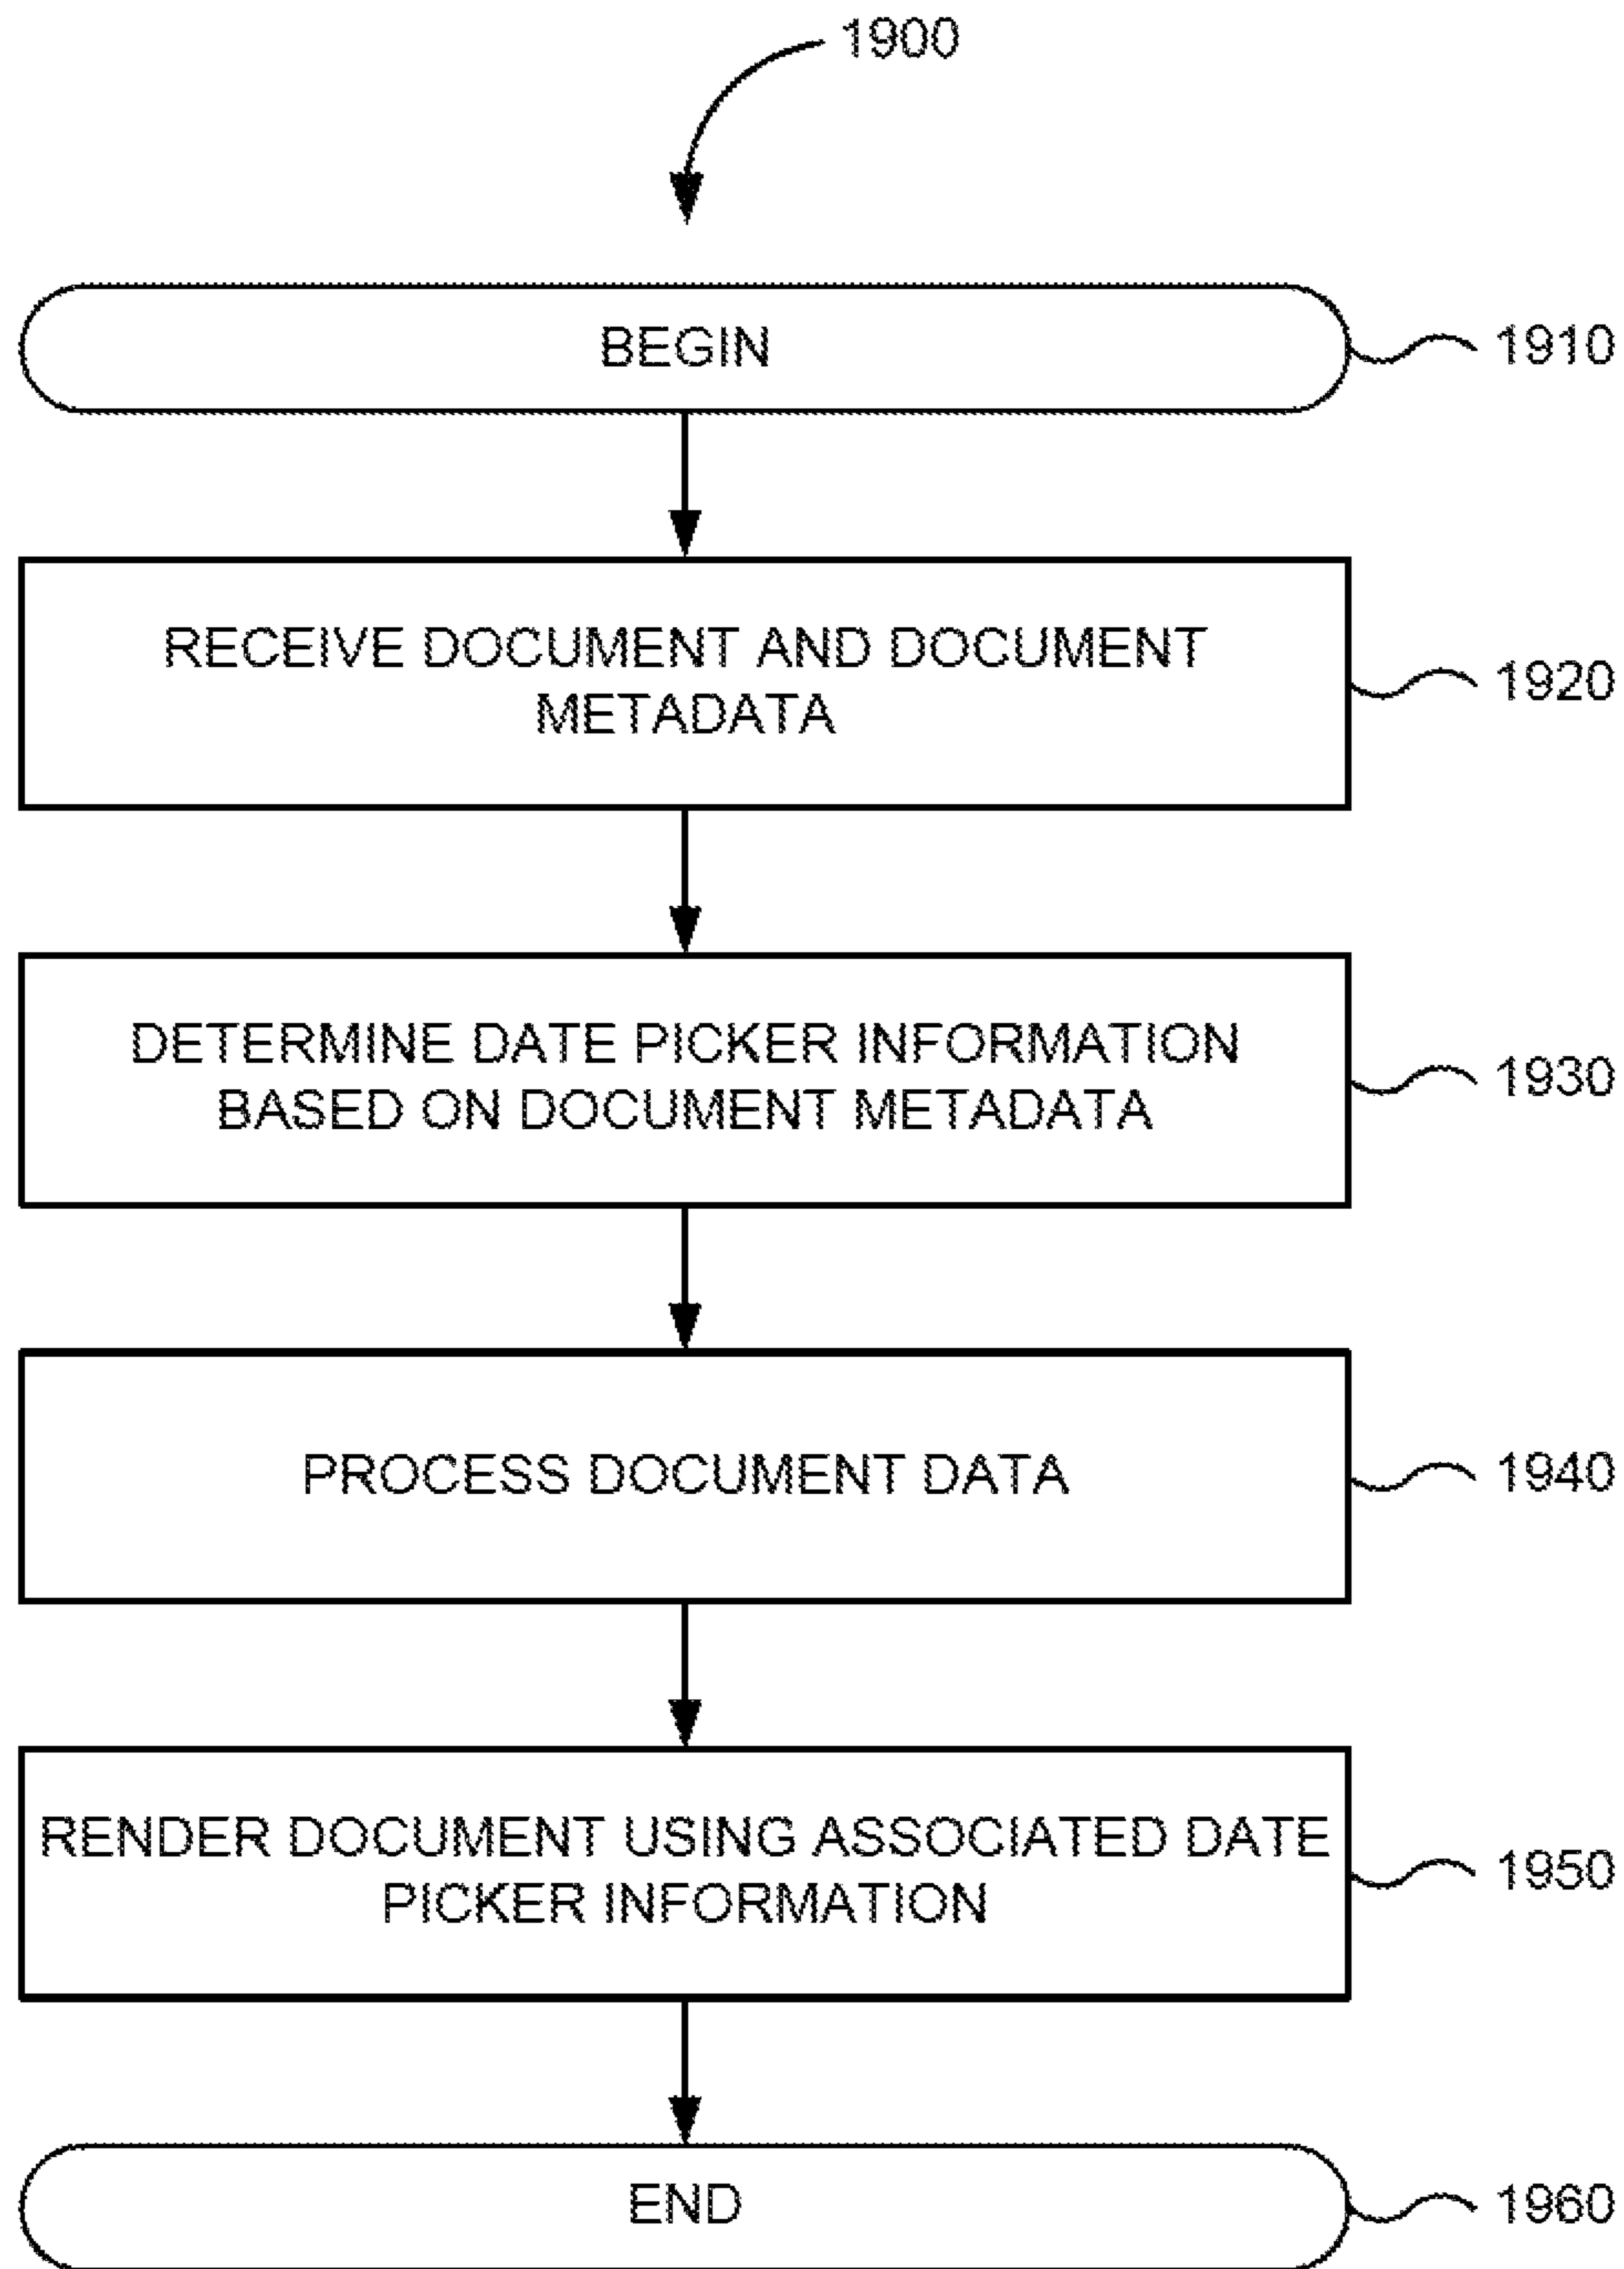 1900
BEGIN
1910
RECEIVE DOCUMENT AND DOCUMENT
METADATA
1920
DETERMINE DATE PICKER INFORMATION
BASED ON DOCUMENT METADATA
1930
PROCESS DOCUMENT DATA
1940
RENDER DOCUMENT USING ASSOCIATED DATE
PICKER INFORMATION
1950
END
1960